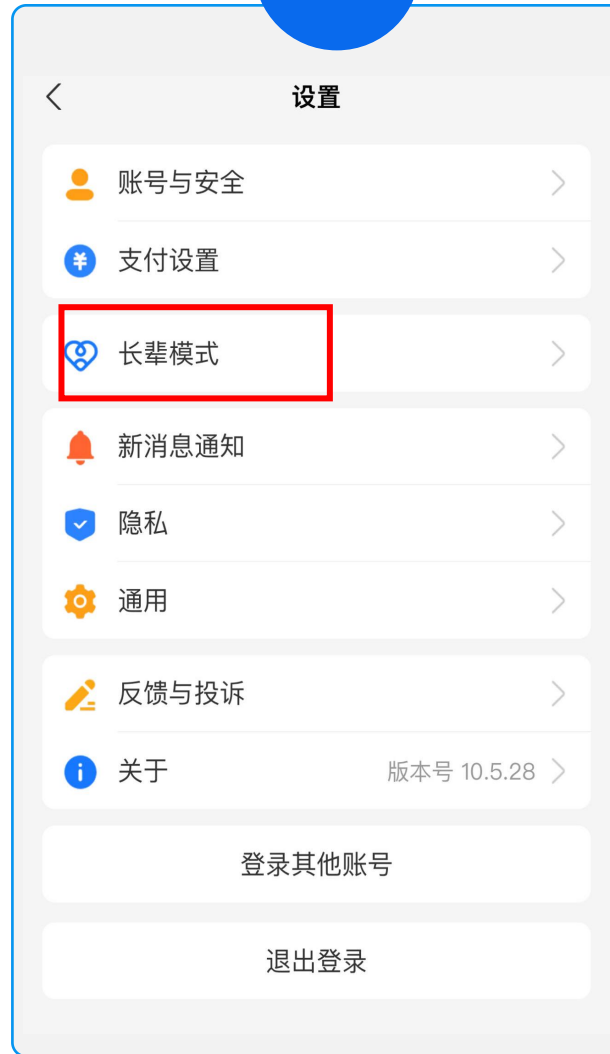 设置
账号与安全
支付设置
长辈模式
新消息通知
隐私
通用
反馈与投诉
关于 版本号 10.5.28
登录其他账号
退出登录